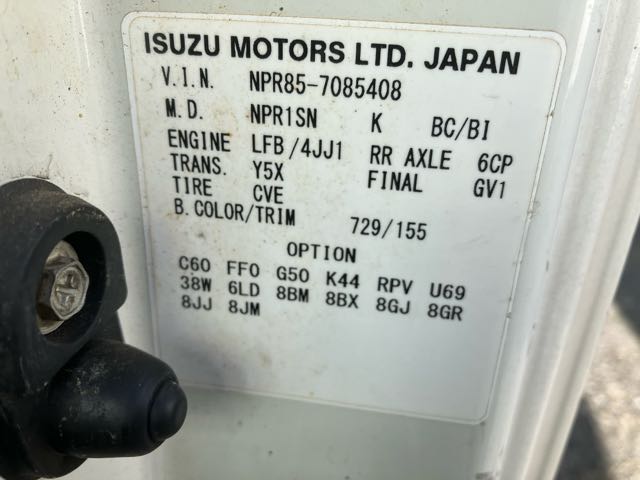 ISUZU MOTORS LTD. JAPAN
V.I.N. NPR85-7085408
M.D. NPR1SN K BC/BI
ENGINE LFB/4JJ1 RR AXLE 6CP
TRANS. Y5X FINAL GV1
TIRE CVE
B.COLOR/TRIM 729/155
OPTION
C60 FF0 G50 K44 RPV U69
38W 6LD 8BM 8BX 8GJ 8GR
8JJ 8JM